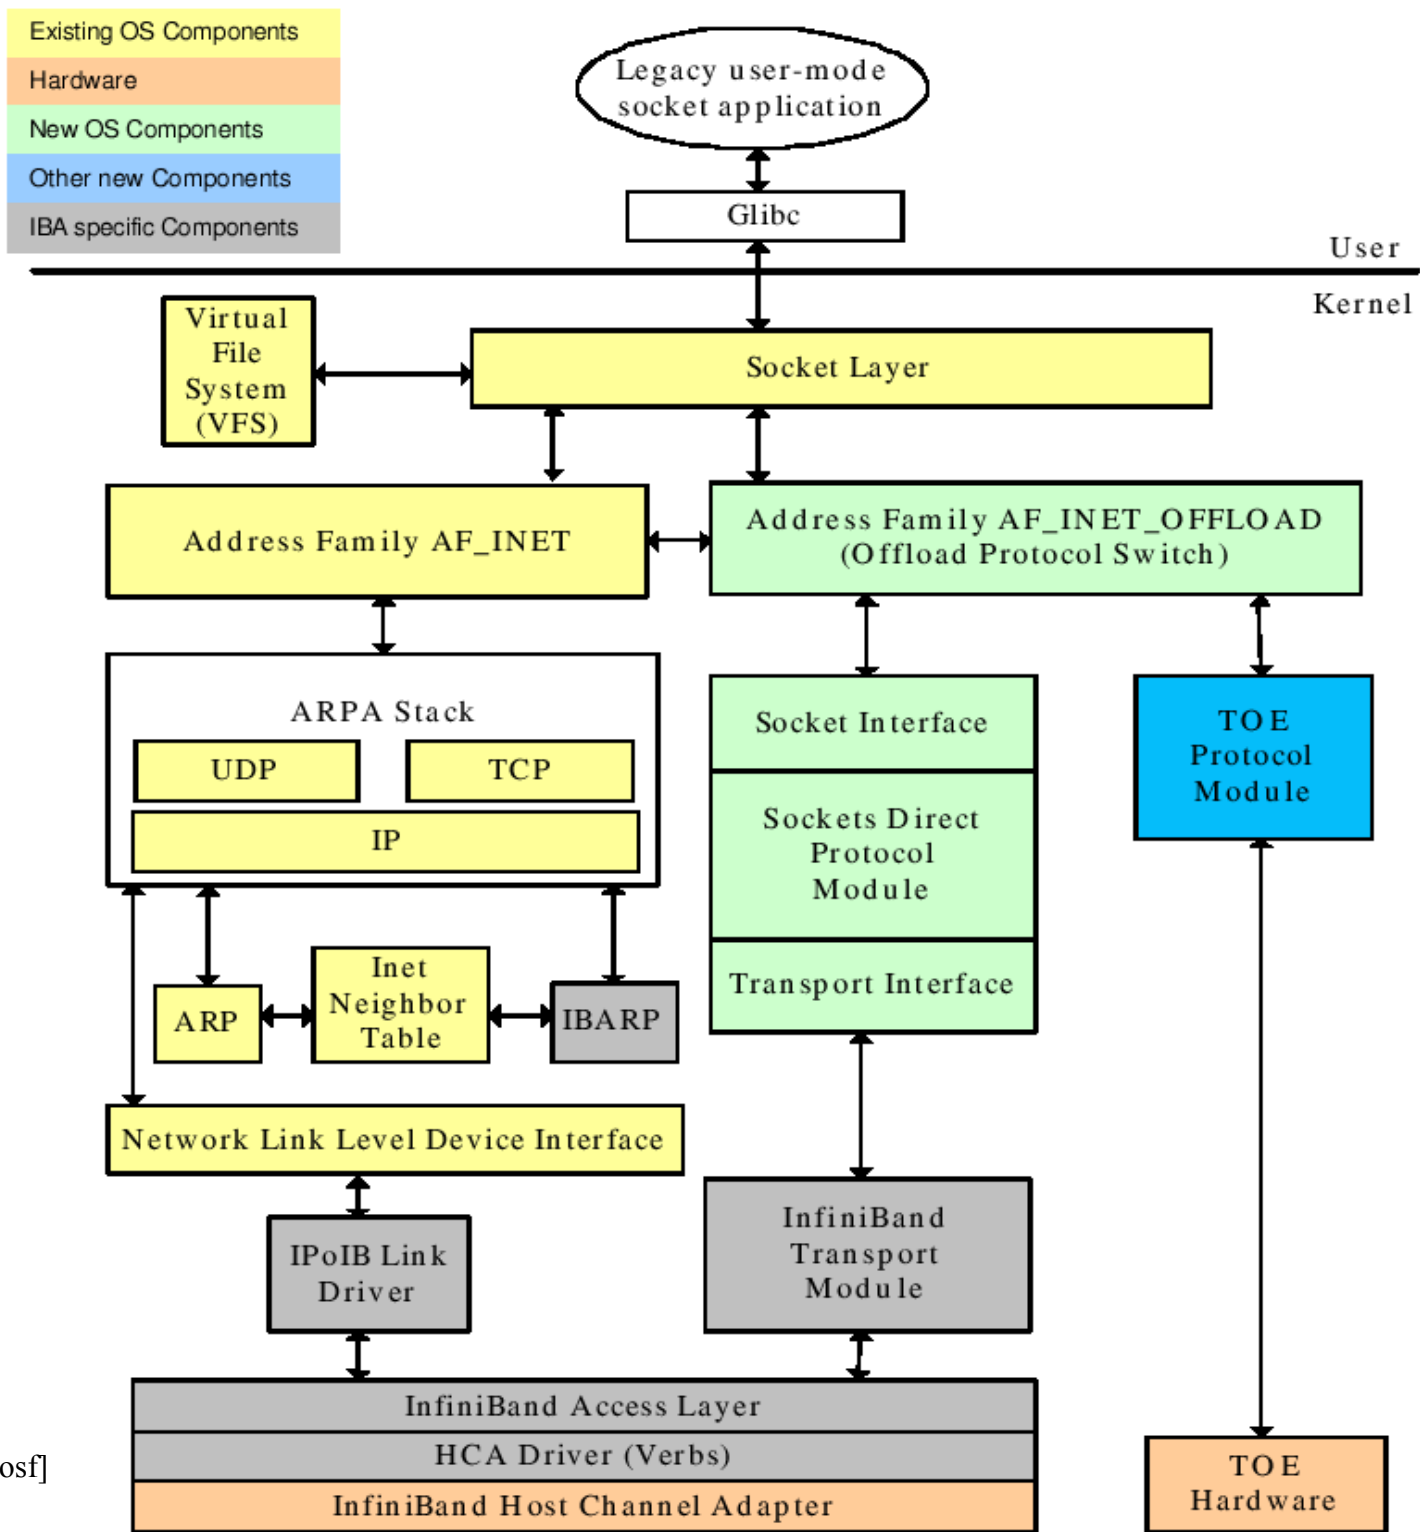 Existing OS Components
Hardware
New OS Components
Other new Components
IBA specific Components
Legacy user-mode
socket application
Glibc
User
Kernel
Virtual
File
System
(VFS)
Socket Layer
Address Family AF_INET
Address Family AF_INET_OFFLOAD
(Offload Protocol Switch)
ARPA Stack
UDP
TCP
IP
Socket Interface
Sockets Direct
Protocol
Module
Transport Interface
TOE
Protocol
Module
ARP
Inet
Neighbor
Table
IBARP
Network Link Level Device Interface
IPoIB Link
Driver
InfiniBand
Transport
Module
InfiniBand Access Layer
HCA Driver (Verbs)
InfiniBand Host Channel Adapter
TOE
Hardware
osf]